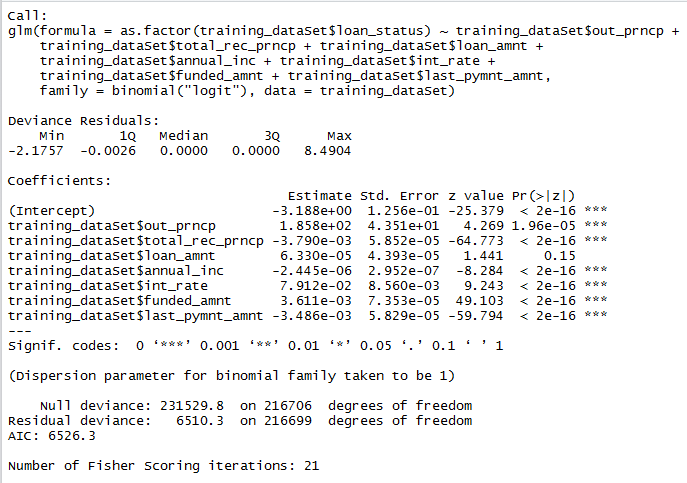 Call:
glm(formula = as.factor(training_dataSet$loan_status) ~ training_dataSet$out_prncp +
    training_dataSet$total_rec_prncp + training_dataSet$loan_amnt +
    training_dataSet$annual_inc + training_dataSet$int_rate +
    training_dataSet$funded_amnt + training_dataSet$last_pymnt_amnt,
    family = binomial("logit"), data = training_dataSet)
Deviance Residuals:
    Min      1Q  Median      3Q     Max
-2.1757 -0.0026  0.0000  0.0000  8.4904
Coefficients:
                                   Estimate Std. Error z value Pr(>|z|)
(Intercept)                      -3.188e+00  1.256e-01 -25.379  < 2e-16 ***
training_dataSet$out_prncp        1.858e+02  4.351e+01   4.269 1.96e-05 ***
training_dataSet$total_rec_prncp -3.790e-03  5.852e-05 -64.773  < 2e-16 ***
training_dataSet$loan_amnt        6.330e-05  4.393e-05   1.441     0.15
training_dataSet$annual_inc      -2.445e-06  2.952e-07  -8.284  < 2e-16 ***
training_dataSet$int_rate         7.912e-02  8.560e-03   9.243  < 2e-16 ***
training_dataSet$funded_amnt      3.611e-03  7.353e-05  49.103  < 2e-16 ***
training_dataSet$last_pymnt_amnt -3.486e-03  5.829e-05 -59.794  < 2e-16 ***
---
Signif. codes:  0 ‘***’ 0.001 ‘**’ 0.01 ‘*’ 0.05 ‘.’ 0.1 ‘ ’ 1
(Dispersion parameter for binomial family taken to be 1)
    Null deviance: 231529.8  on 216706  degrees of freedom
Residual deviance:   6510.3  on 216699  degrees of freedom
AIC: 6526.3
Number of Fisher Scoring iterations: 21